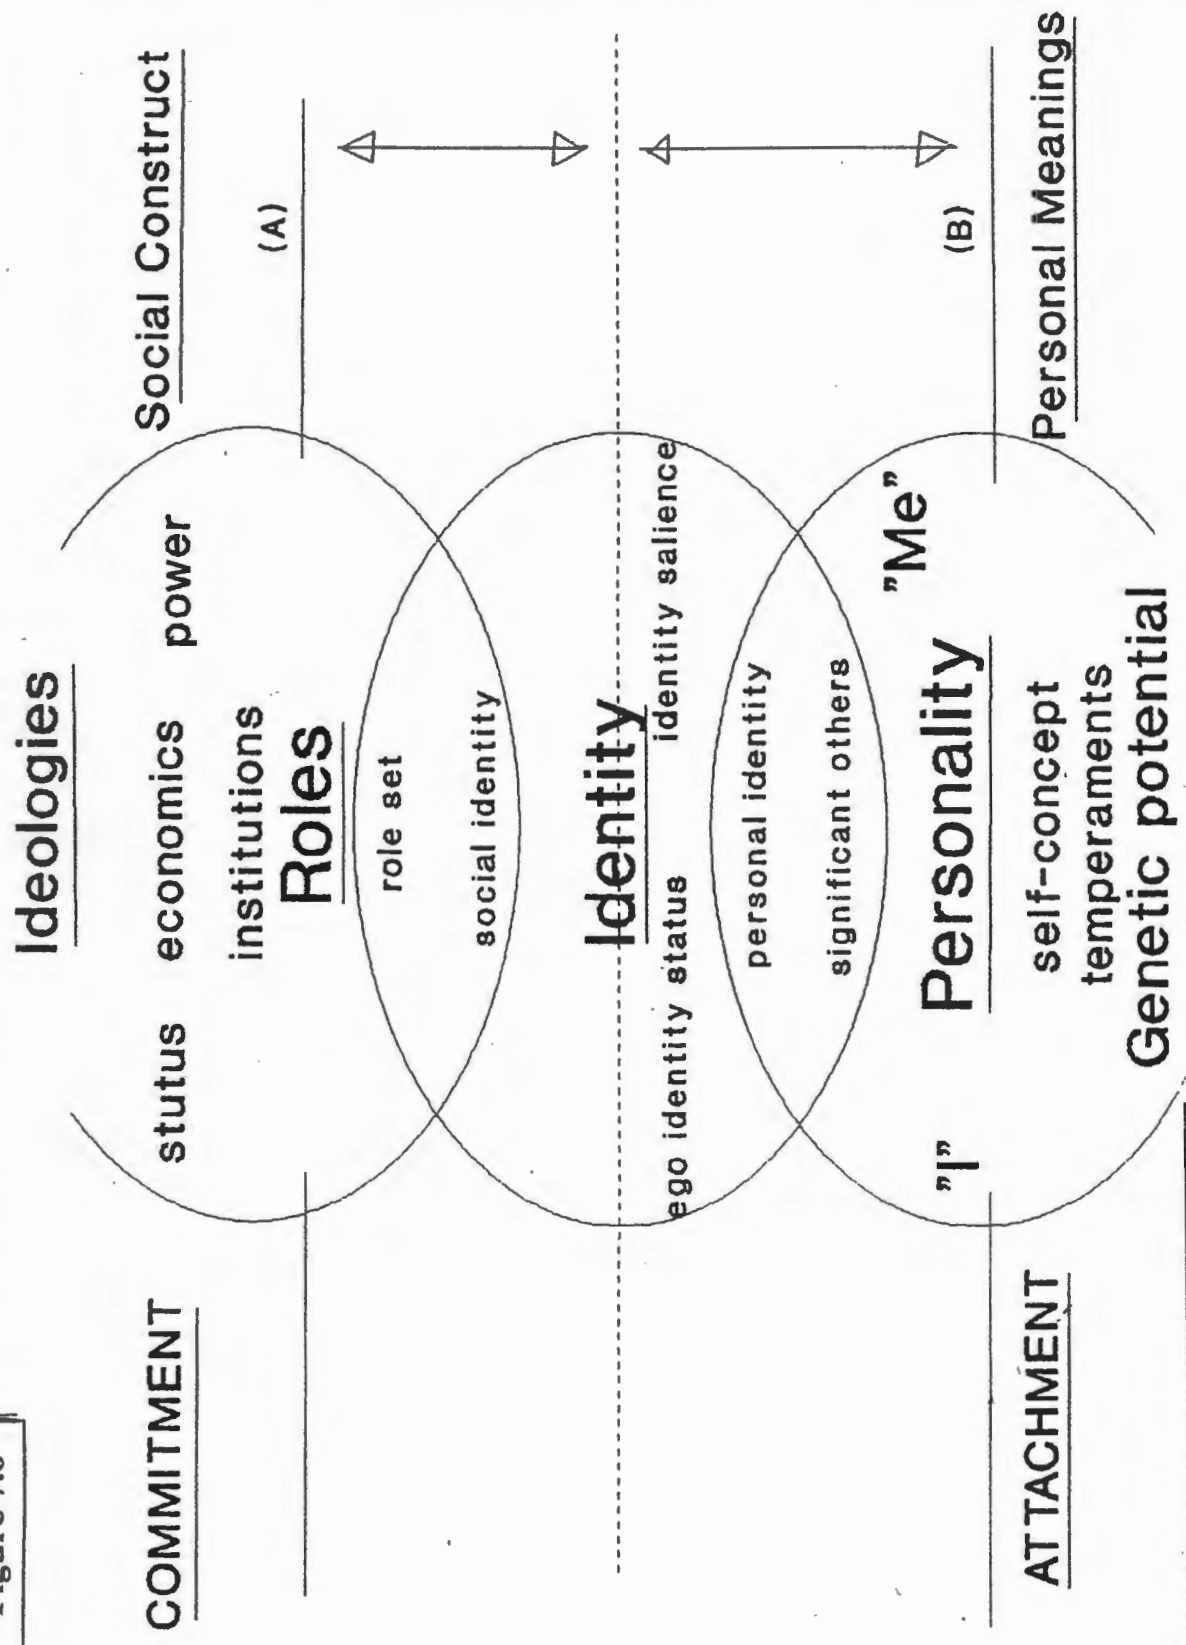 Figure
Ideologies
COMMITMENT
Social Construct
stutus economics power
institutions
(A)
Roles
role set
social identity
Identity
ego identity status identity salience
personal identity
significant others
"I" Personality "Me"
(B)
ATTACHMENT
Personal Meanings
self-concept
temperaments
Genetic potential